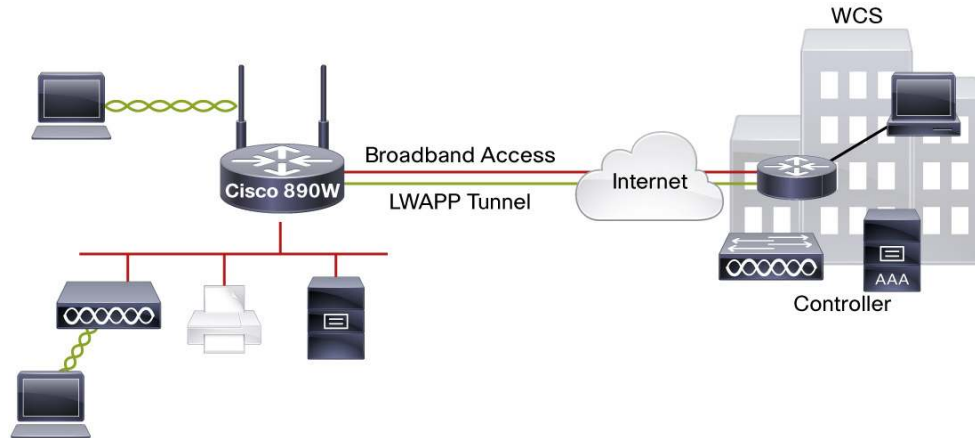 WCS
Broadband Access
Internet
Cisco 890W
LWAPP Tunnel
AAA
Controller